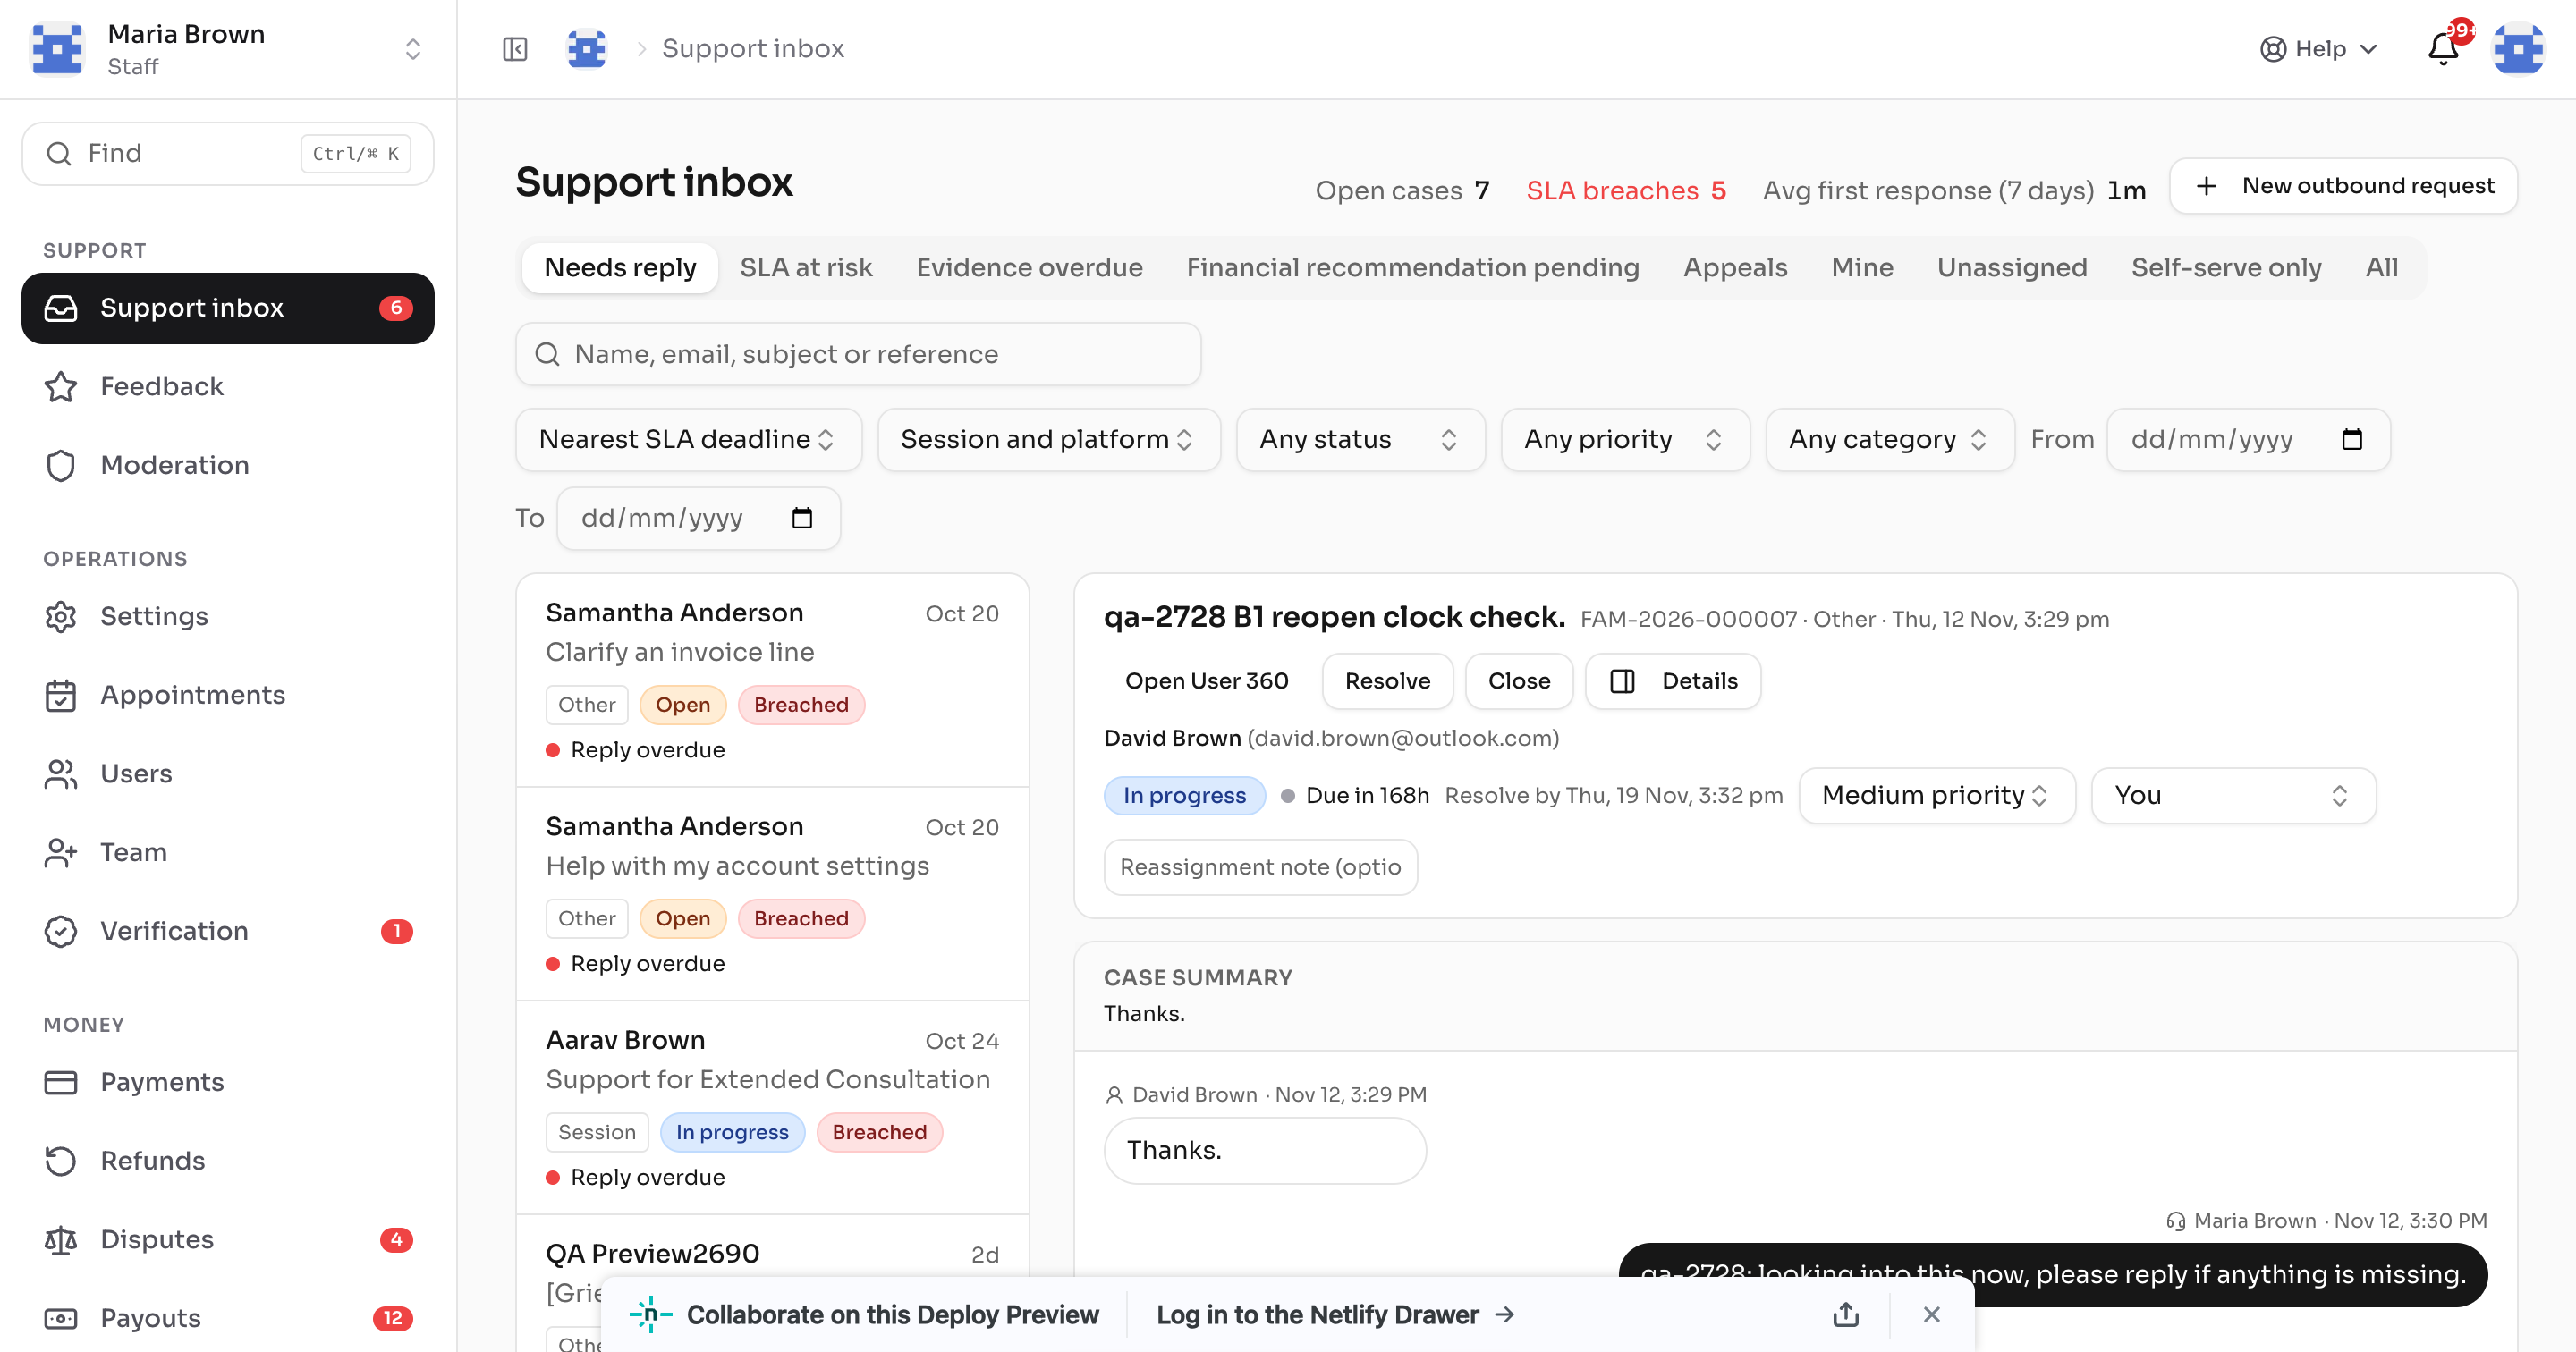 Maria Brown
Staff
Support inbox
Help
99+
Find
Ctrl/⌘ K
SUPPORT
Support inbox 6
Feedback
Moderation
OPERATIONS
Settings
Appointments
Users
Team
Verification 1
MONEY
Payments
Refunds
Disputes 4
Payouts 12
Support inbox
Open cases 7 SLA breaches 5 Avg first response (7 days) 1m
New outbound request
Needs reply SLA at risk Evidence overdue Financial recommendation pending Appeals Mine Unassigned Self-serve only All
Name, email, subject or reference
Nearest SLA deadline Session and platform Any status Any priority Any category From dd/mm/yyyy
To dd/mm/yyyy
Samantha Anderson Oct 20
Clarify an invoice line
Other Open Breached
Reply overdue
Samantha Anderson Oct 20
Help with my account settings
Other Open Breached
Reply overdue
Aarav Brown Oct 24
Support for Extended Consultation
Session In progress Breached
Reply overdue
QA Preview2690 2d
[Grie
Othe
qa-2728 B1 reopen clock check. FAM-2026-000007 · Other · Thu, 12 Nov, 3:29 pm
Open User 360 Resolve Close Details
David Brown (david.brown@outlook.com)
In progress Due in 168h Resolve by Thu, 19 Nov, 3:32 pm Medium priority You
Reassignment note (optio
CASE SUMMARY
Thanks.
David Brown · Nov 12, 3:29 PM
Thanks.
Maria Brown · Nov 12, 3:30 PM
qa-2728: looking into this now, please reply if anything is missing.
Collaborate on this Deploy Preview Log in to the Netlify Drawer →